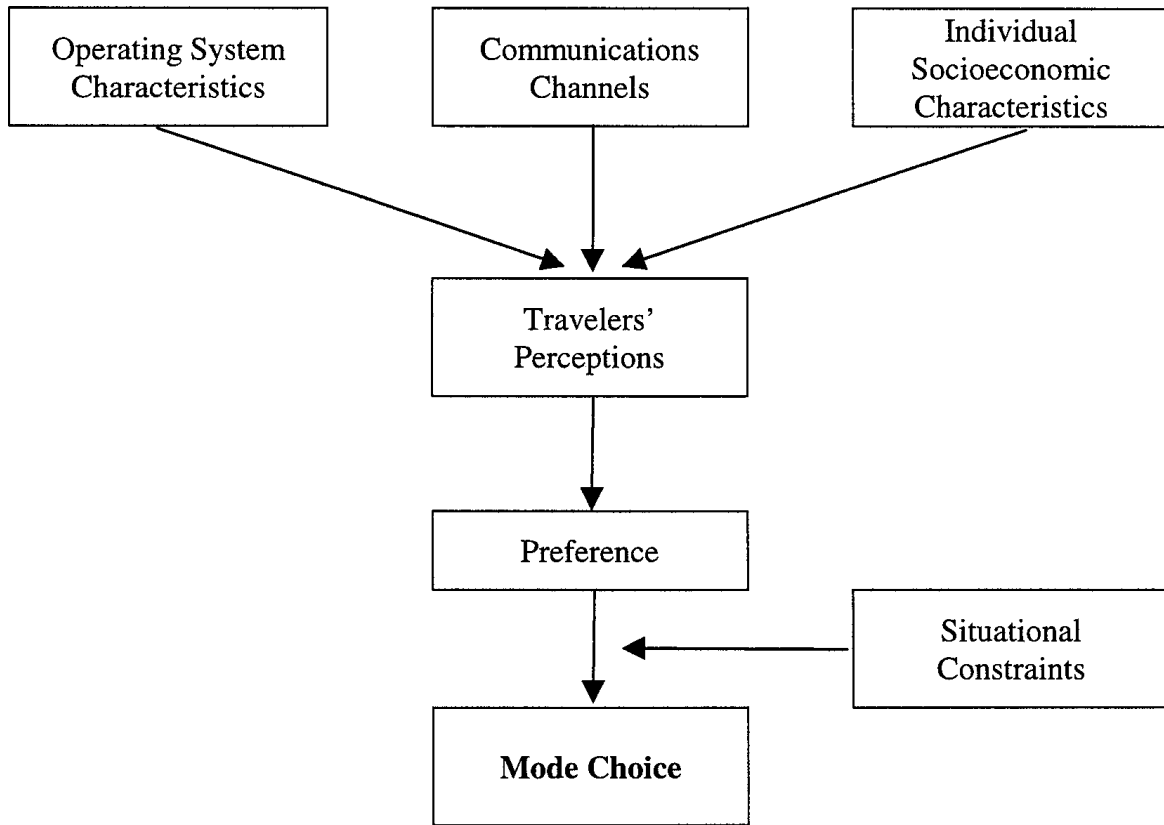 Operating System
Characteristics
Communications
Channels
Individual
Socioeconomic
Characteristics
Travelers'
Perceptions
Preference
Situational
Constraints
Mode Choice